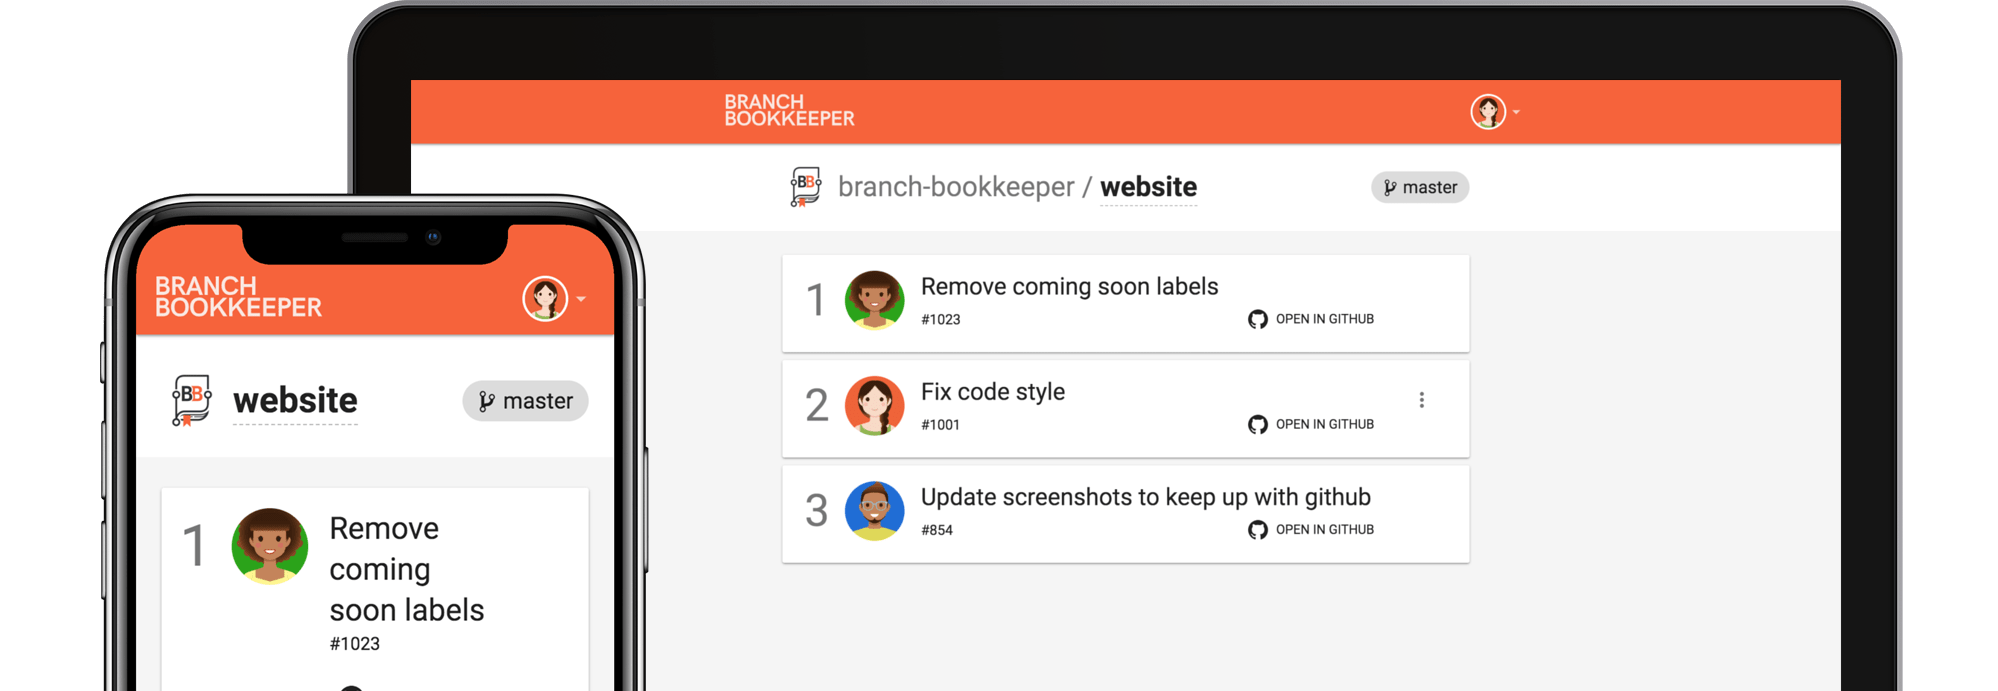 BRANCH
BOOKKEEPER
BB
branch-bookkeeper / website
master
1
Remove coming soon labels
#1023
OPEN IN GITHUB
2
Fix code style
#1001
OPEN IN GITHUB
3
Update screenshots to keep up with github
#854
OPEN IN GITHUB
BRANCH
BOOKKEEPER
BB
website
master
1
Remove
coming
soon labels
#1023